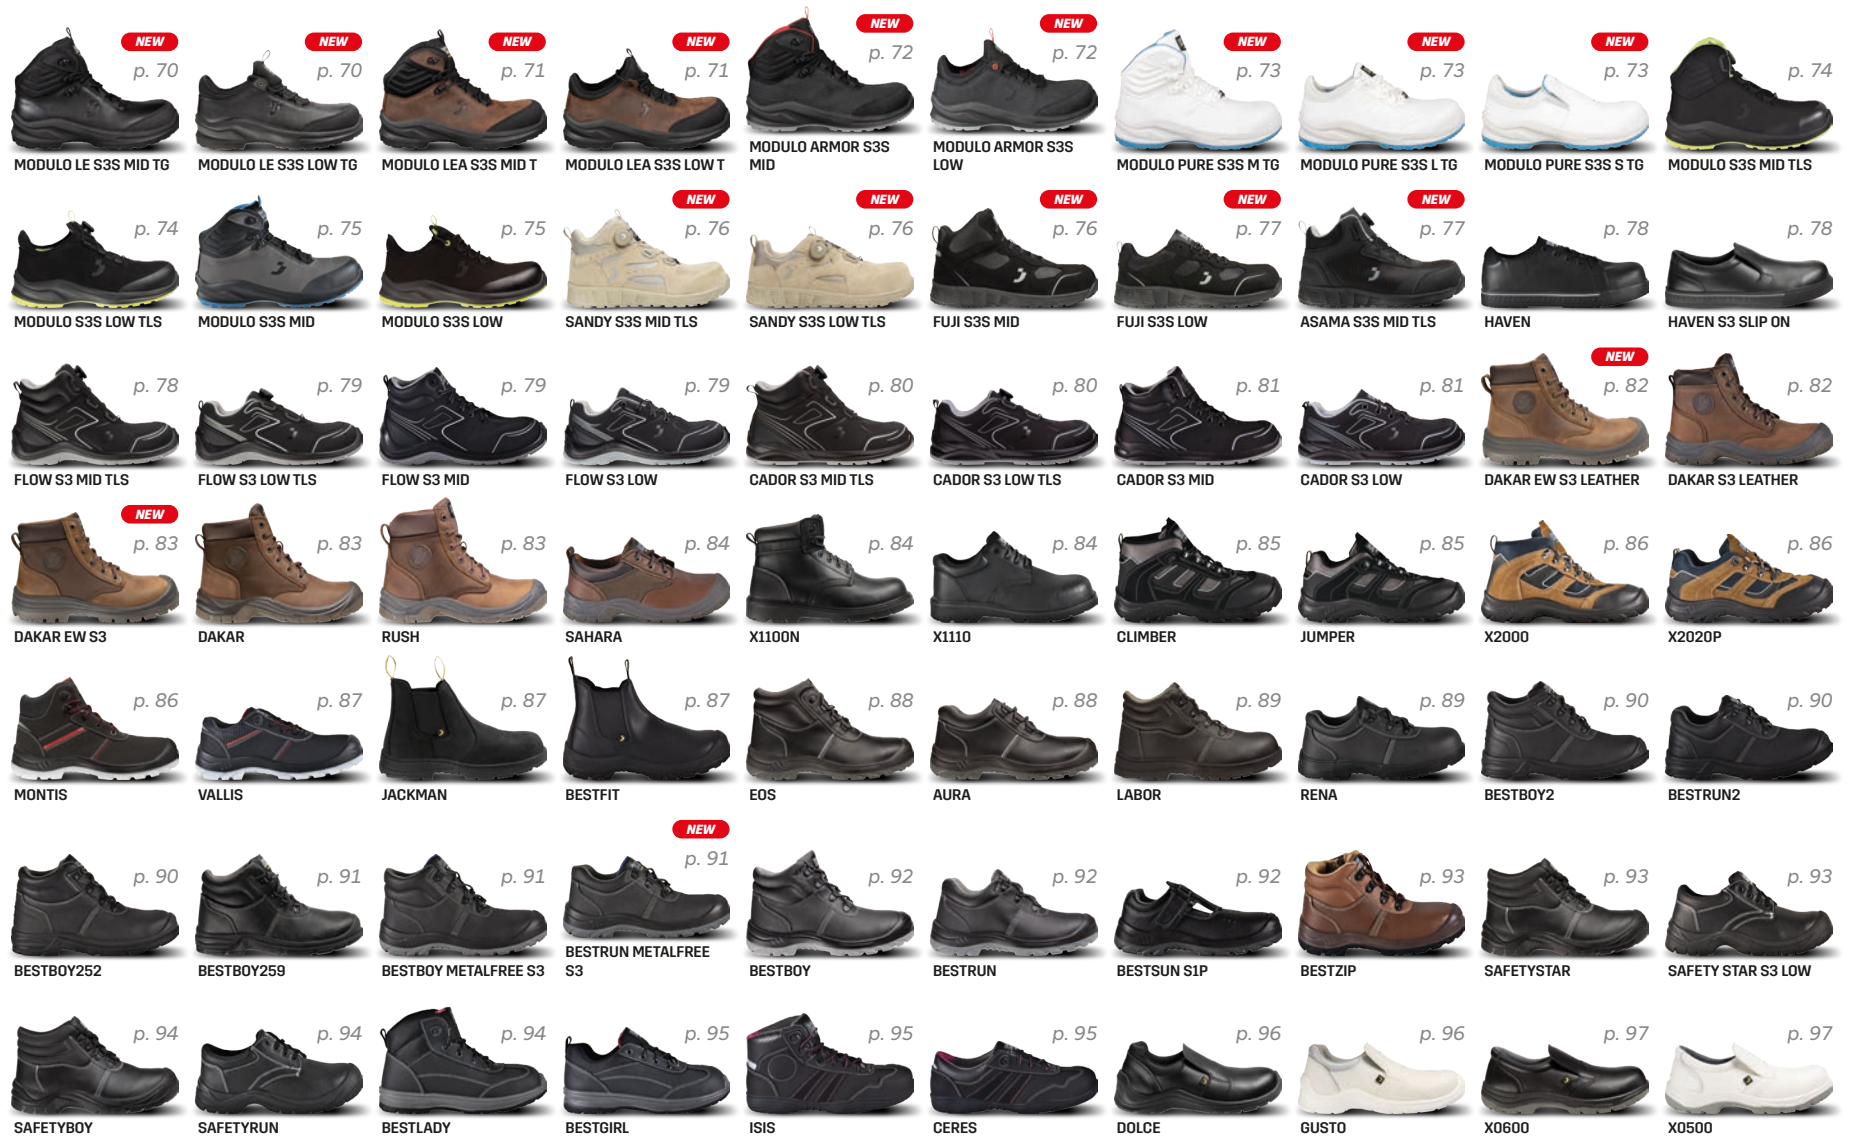 NEW
p. 70
MODULO LE S3S MID TG
NEW
p. 70
MODULO LE S3S LOW TG
NEW
p. 71
MODULO LEA S3S MID T
NEW
p. 71
MODULO LEA S3S LOW T
NEW
p. 72
MODULO ARMOR S3S
MID
NEW
p. 72
MODULO ARMOR S3S
LOW
NEW
p. 73
MODULO PURE S3S M TG
NEW
p. 73
MODULO PURE S3S L TG
NEW
p. 73
MODULO PURE S3S S TG
p. 74
MODULO S3S MID TLS
p. 74
MODULO S3S LOW TLS
p. 75
MODULO S3S MID
p. 75
MODULO S3S LOW
NEW
p. 76
SANDY S3S MID TLS
NEW
p. 76
SANDY S3S LOW TLS
NEW
p. 76
FUJI S3S MID
NEW
p. 77
FUJI S3S LOW
NEW
p. 77
ASAMA S3S MID TLS
p. 78
HAVEN
p. 78
HAVEN S3 SLIP ON
p. 78
FLOW S3 MID TLS
p. 79
FLOW S3 LOW TLS
p. 79
FLOW S3 MID
p. 79
FLOW S3 LOW
p. 80
CADOR S3 MID TLS
p. 80
CADOR S3 LOW TLS
p. 81
CADOR S3 MID
p. 81
CADOR S3 LOW
NEW
p. 82
DAKAR EW S3 LEATHER
p. 82
DAKAR S3 LEATHER
NEW
p. 83
DAKAR EW S3
p. 83
DAKAR
p. 83
RUSH
p. 84
SAHARA
p. 84
X1100N
p. 84
X1110
p. 85
CLIMBER
p. 85
JUMPER
p. 86
X2000
p. 86
X2020P
p. 86
MONTIS
p. 87
VALLIS
p. 87
JACKMAN
p. 87
BESTFIT
p. 88
EOS
p. 88
AURA
p. 89
LABOR
p. 89
RENA
p. 90
BESTBOY2
p. 90
BESTRUN2
p. 90
BESTBOY252
p. 91
BESTBOY259
p. 91
BESTBOY METALFREE S3
NEW
p. 91
BESTRUN METALFREE
S3
p. 92
BESTBOY
p. 92
BESTRUN
p. 92
BESTSUN S1P
p. 93
BESTZIP
p. 93
SAFETYSTAR
p. 93
SAFETY STAR S3 LOW
p. 94
SAFETYBOY
p. 94
SAFETYRUN
p. 94
BESTLADY
p. 95
BESTGIRL
p. 95
ISIS
p. 95
CERES
p. 96
DOLCE
p. 96
GUSTO
p. 97
X0600
p. 97
X0500